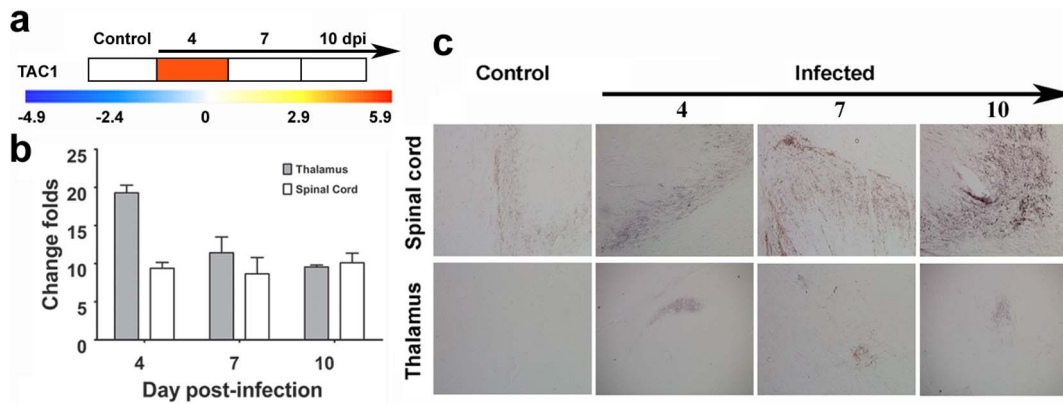 a
Control 4 7 10 dpi
TAC1
-4.9 -2.4 0 2.9 5.9
b
25
20
15
10
5
0
Change folds
Thalamus
Spinal Cord
4 7 10
Day post-infection
c
Control Infected
4 7 10
Spinal cord
Thalamus